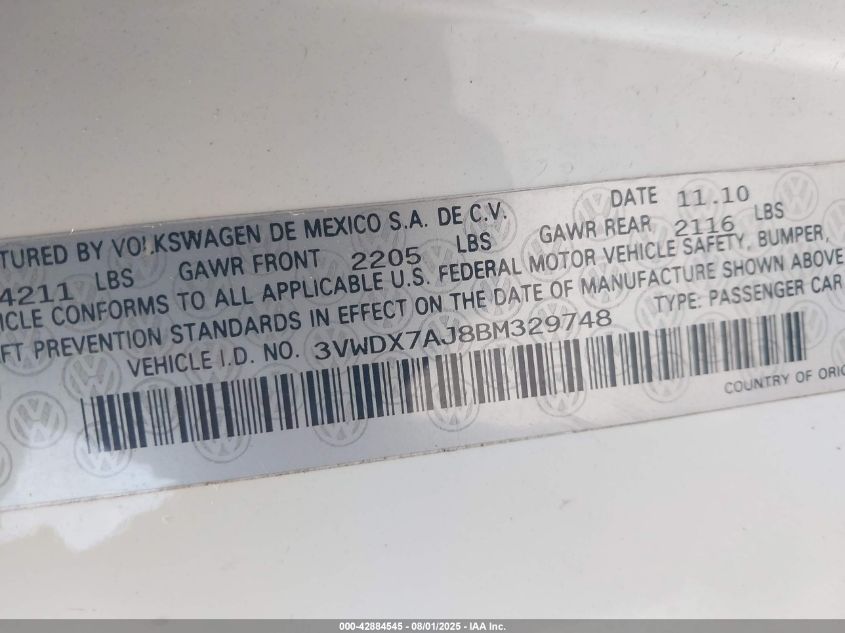 TURED BY VOLKSWAGEN DE MEXICO S.A. DE C.V. DATE 11.10
4211 LBS GAWR FRONT 2205 LBS GAWR REAR 2116 LBS
ICLE CONFORMS TO ALL APPLICABLE U.S. FEDERAL MOTOR VEHICLE SAFETY, BUMPER,
FT PREVENTION STANDARDS IN EFFECT ON THE DATE OF MANUFACTURE SHOWN ABOVE
VEHICLE I.D. NO. 3VWDX7AJ8BM329748 TYPE: PASSENGER CAR
COUNTRY OF ORIG
000-42884545 - 08/01/2025 - IAA Inc.